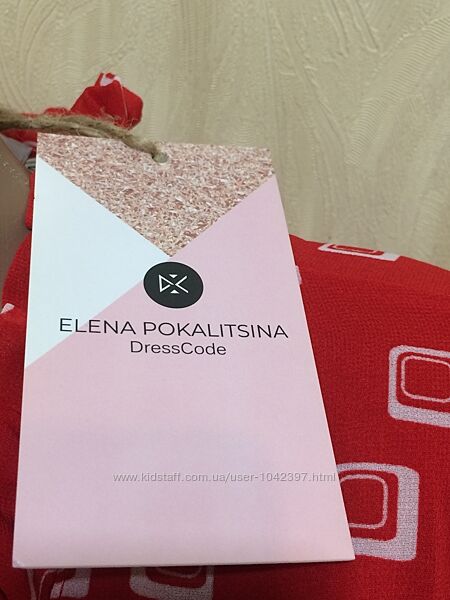 ELENA POKALITSINA
DressCode
www.kidstaff.com.ua/user-1042397.html